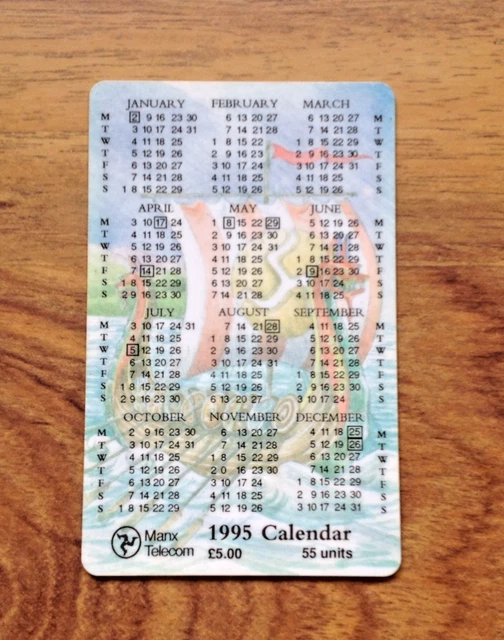 JANUARY FEBRUARY MARCH
M 2 9 16 23 30 6 13 20 27 6 13 20 27 M
T 3 10 17 24 31 7 14 21 28 7 14 21 28 T
W 4 11 18 25 1 8 15 22 1 8 15 22 29 W
T 5 12 19 26 2 9 16 23 2 9 16 23 30 T
F 6 13 20 27 3 10 17 24 3 10 17 24 31 F
S 7 14 21 28 4 11 18 25 4 11 18 25 S
S 1 8 15 22 29 5 12 19 26 5 12 19 26 S
APRIL MAY JUNE
M 3 10 17 24 1 8 15 22 29 5 12 19 26 M
T 4 11 18 25 2 9 16 23 30 6 13 20 27 T
W 5 12 19 26 3 10 17 24 31 7 14 21 28 W
T 6 13 20 27 4 11 18 25 1 8 15 22 29 T
F 7 14 21 28 5 12 19 26 2 9 16 23 30 F
S 1 8 15 22 29 6 13 20 27 3 10 17 24 S
S 2 9 16 23 30 7 14 21 28 4 11 18 25 S
JULY AUGUST SEPTEMBER
M 3 10 17 24 31 7 14 21 28 4 11 18 25 M
T 4 11 18 25 1 8 15 22 29 5 12 19 26 T
W 5 12 19 26 2 9 16 23 30 6 13 20 27 W
T 6 13 20 27 3 10 17 24 31 7 14 21 28 T
F 7 14 21 28 4 11 18 25 1 8 15 22 29 F
S 1 8 15 22 29 5 12 19 26 2 9 16 23 30 S
S 2 9 16 23 30 6 13 20 27 3 10 17 24 S
OCTOBER NOVEMBER DECEMBER
M 2 9 16 23 30 6 13 20 27 4 11 18 25 M
T 3 10 17 24 31 7 14 21 28 5 12 19 26 T
W 4 11 18 25 1 8 15 22 29 6 13 20 27 W
T 5 12 19 26 2 9 16 23 30 7 14 21 28 T
F 6 13 20 27 3 10 17 24 1 8 15 22 29 F
S 7 14 21 28 4 11 18 25 2 9 16 23 30 S
S 1 8 15 22 29 5 12 19 26 3 10 17 24 31 S
Manx Telecom
1995 Calendar
£5.00 55 units